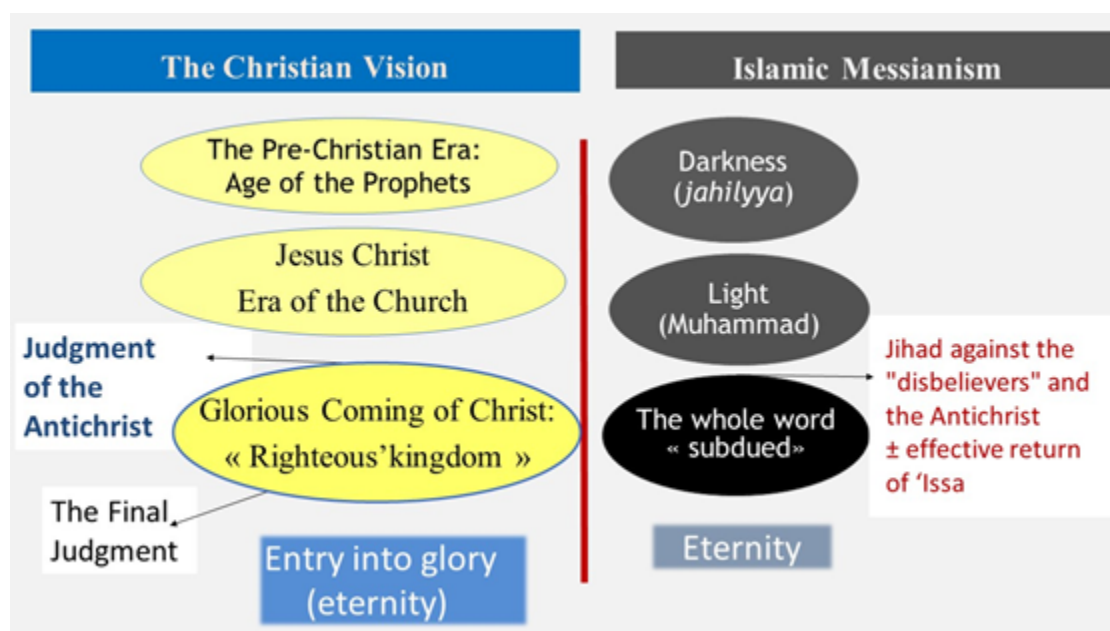 The Christian Vision
The Pre-Christian Era:
Age of the Prophets
Jesus Christ
Era of the Church
Judgment
of the
Antichrist
Glorious Coming of Christ:
« Righteous’kingdom »
The Final
Judgment
Entry into glory
(eternity)
Islamic Messianism
Darkness
(jahilyya)
Light
(Muhammad)
Jihad against the
"disbelievers" and
the Antichrist
± effective return
of ‘Issa
The whole word
« subdued»
Eternity